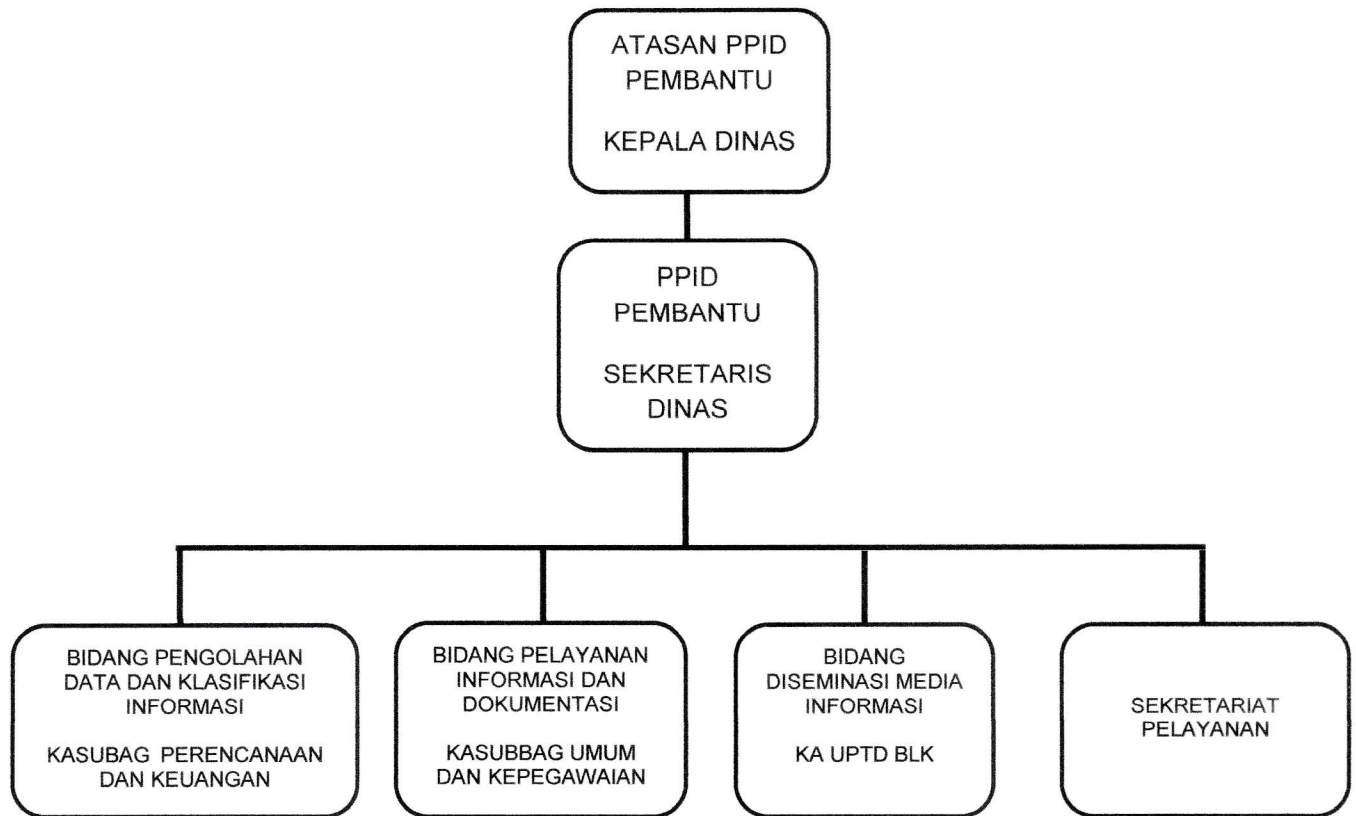 ATASAN PPID
PEMBANTU
KEPALA DINAS
PPID
PEMBANTU
SEKRETARIS
DINAS
BIDANG PENGOLAHAN
DATA DAN KLASIFIKASI
INFORMASI
KASUBAG PERENCANAAN
DAN KEUANGAN
BIDANG PELAYANAN
INFORMASI DAN
DOKUMENTASI
KASUBBAG UMUM
DAN KEPEGAWAIAN
BIDANG
DISEMINASI MEDIA
INFORMASI
KA UPTD BLK
SEKRETARIAT
PELAYANAN